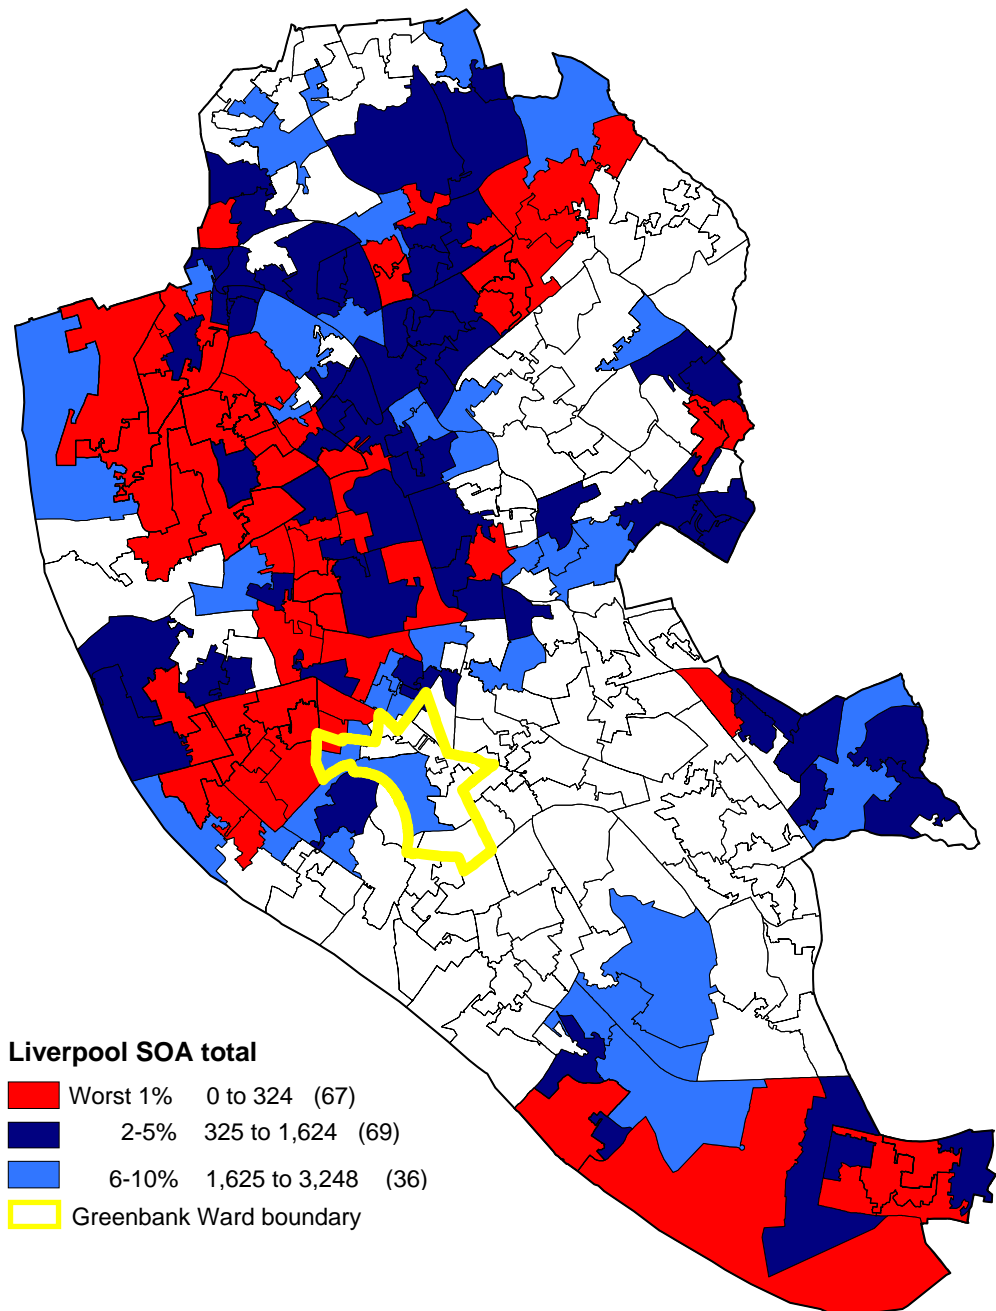 Liverpool SOA total
Worst 1% 0 to 324 (67)
2-5% 325 to 1,624 (69)
6-10% 1,625 to 3,248 (36)
Greenbank Ward boundary